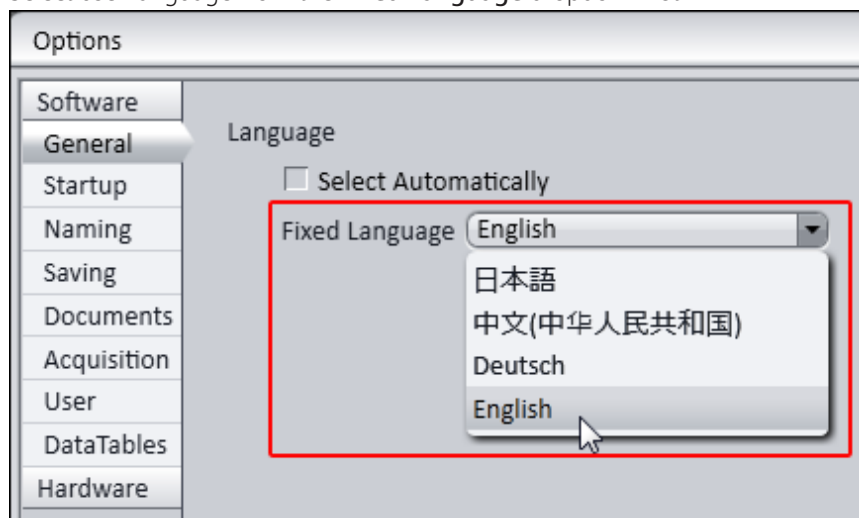 Options
Software
General
Startup
Naming
Saving
Documents
Acquisition
User
DataTables
Hardware
Language
Select Automatically
Fixed Language English
日本語
中文(中华人民共和国)
Deutsch
English